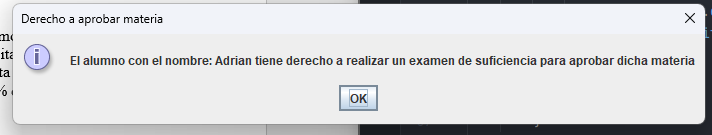 Derecho a aprobar materia
El alumno con el nombre: Adrian tiene derecho a realizar un examen de suficiencia para aprobar dicha materia
OK